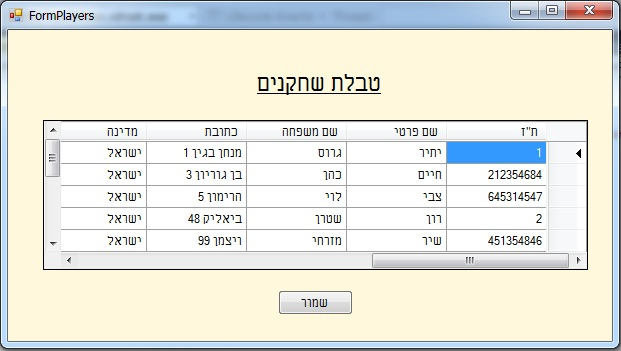 FormPlayers
טבלת שחקנים
ת"ז שם פרטי שם משפחה כתובת מדינה
1 יתיר גרוס מנחן בגין 1 ישראל
212354684 חיים כהן בן גוריון 3 ישראל
645314547 צבי לוי הרימון 5 ישראל
2 רון שטרן ביאליק 48 ישראל
451354846 שיר מזרחי ויצמן 99 ישראל
שמור